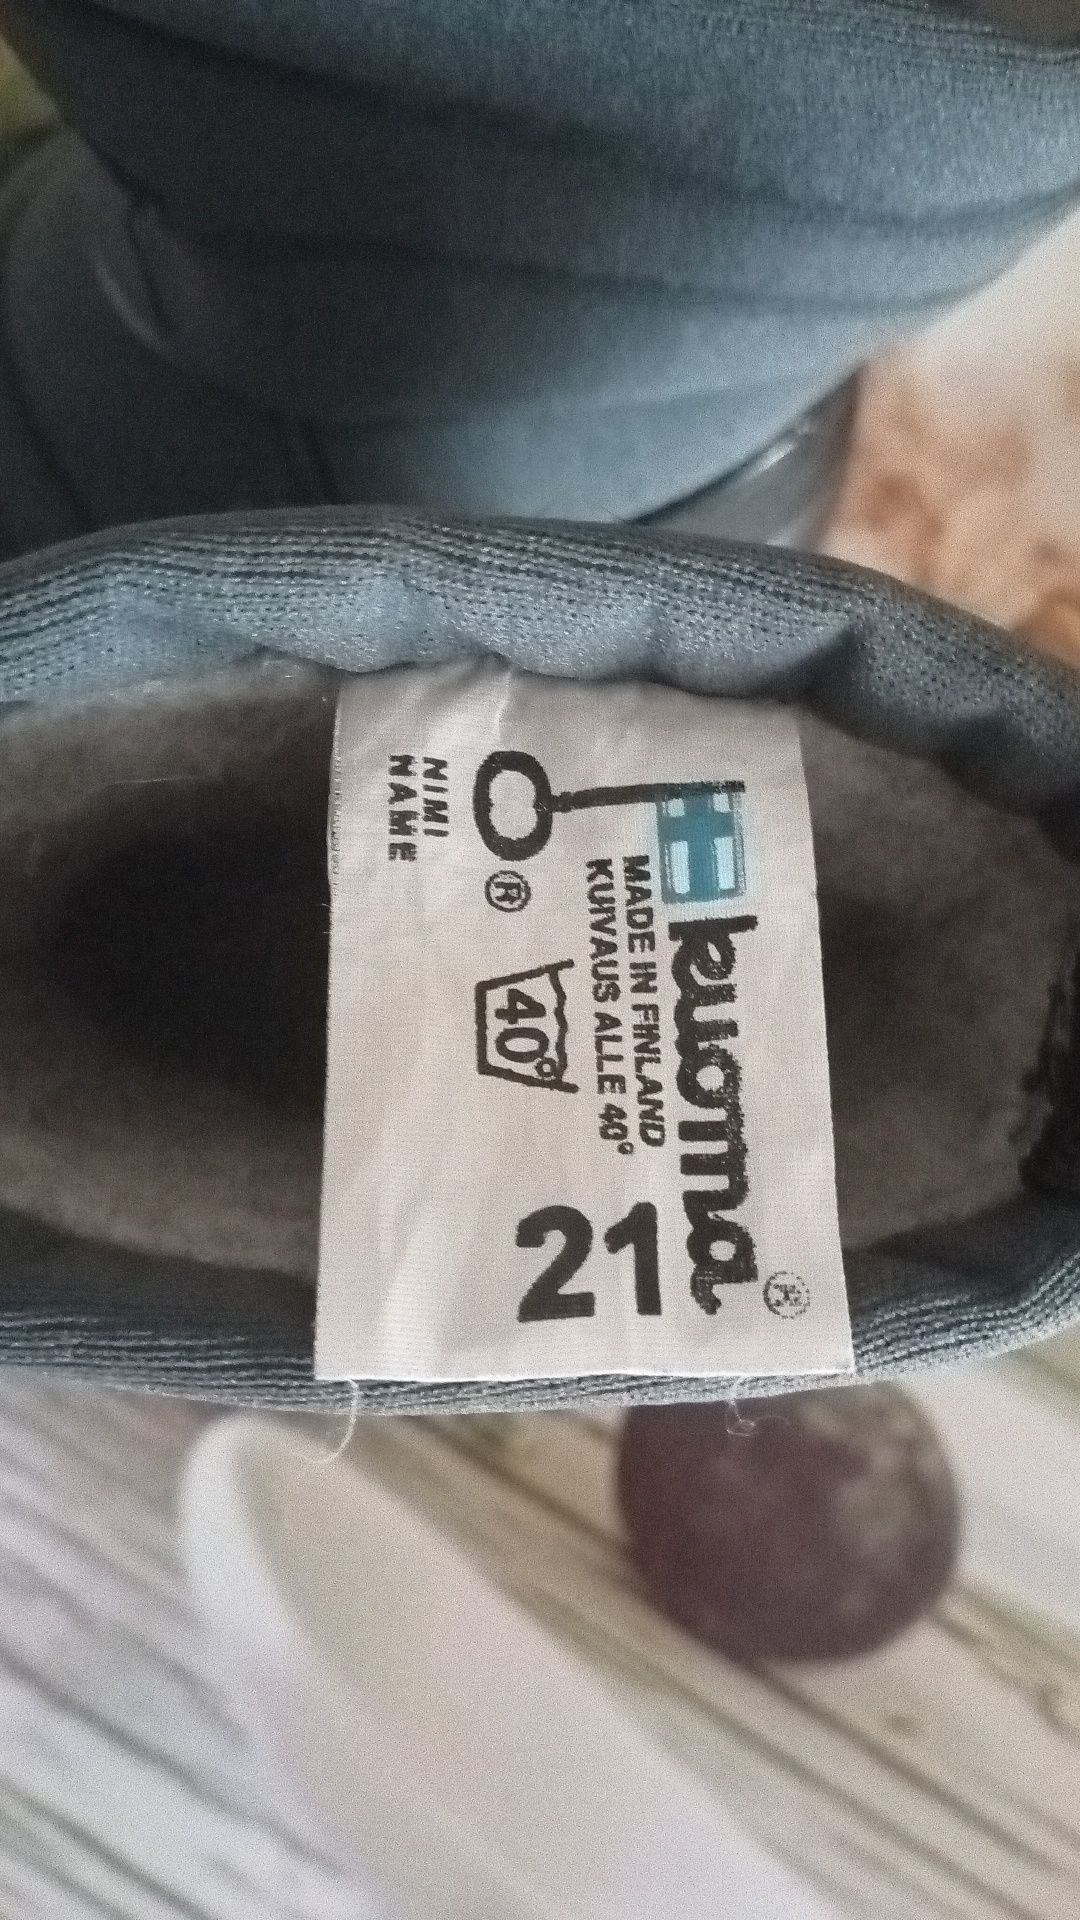 kuoma
MADE IN FINLAND
KUIVAUS ALLE 40°
21
®
40°
NIMI
NAME